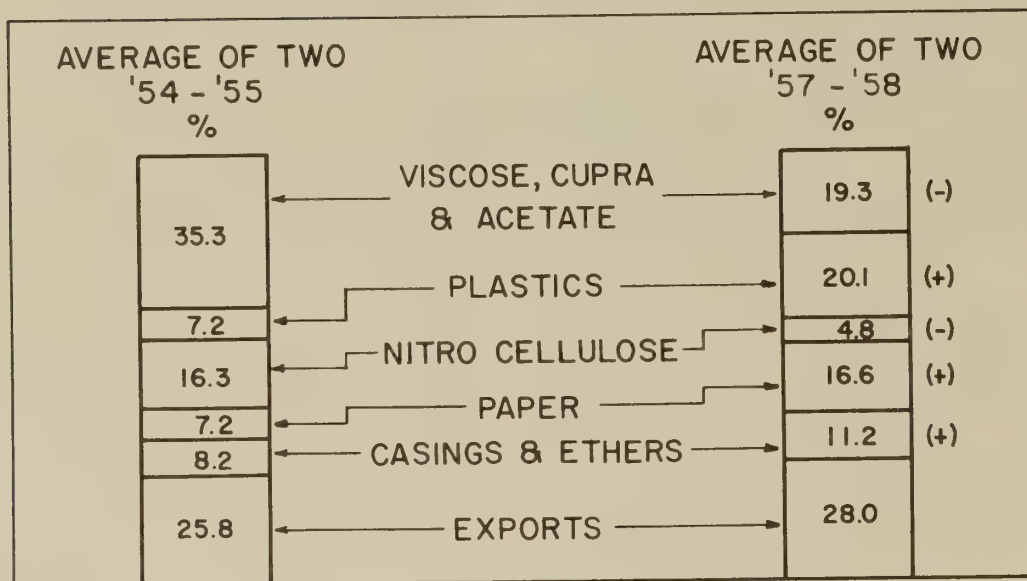 AVERAGE OF TWO
'54 - '55
%
AVERAGE OF TWO
'57 - '58
%
35.3
7.2
16.3
7.2
8.2
25.8
VISCOSE, CUPRA
& ACETATE
PLASTICS
NITRO CELLULOSE
PAPER
CASINGS & ETHERS
EXPORTS
19.3 (-)
20.1 (+)
4.8 (-)
16.6 (+)
11.2 (+)
28.0